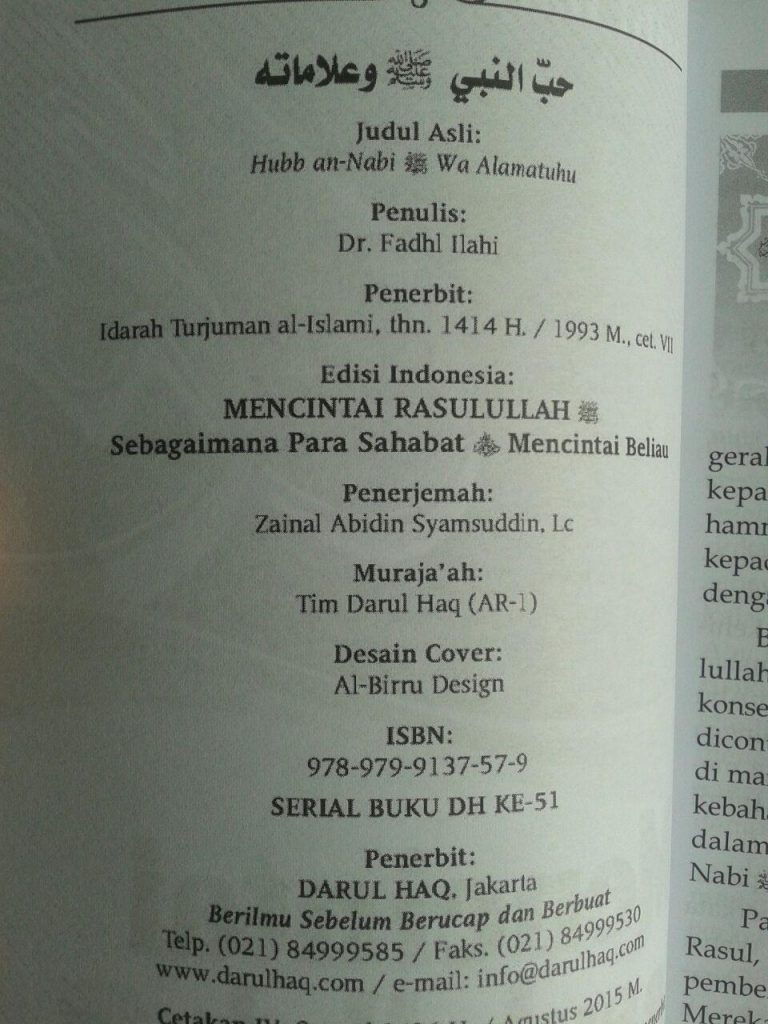 حبّ النبي ﷺ وعلاماته
Judul Asli:
Hubb an-Nabi ﷺ Wa Alamatuhu
Penulis:
Dr. Fadhl Ilahi
Penerbit:
Idarah Turjuman al-Islami, thn. 1414 H. / 1993 M., cet. VII
Edisi Indonesia:
MENCINTAI RASULULLAH ﷺ
Sebagaimana Para Sahabat Mencintai Beliau
Penerjemah:
Zainal Abidin Syamsuddin, Lc
Muraja'ah:
Tim Darul Haq (AR-1)
Desain Cover:
Al-Birru Design
ISBN:
978-979-9137-57-9
SERIAL BUKU DH KE-51
Penerbit:
DARUL HAQ, Jakarta
Berilmu Sebelum Berucap dan Berbuat
Telp. (021) 84999585 / Faks. (021) 84999530
www.darulhaq.com / e-mail: info@darulhaq.com
Cetakan / Agustus 2015 M.
geral
kepa
hamn
kepad
denga
B
lullah
konse
dicon
di ma
kebaha
dalam
Nabi ﷺ
Pa
Rasul,
pembe
Mereka